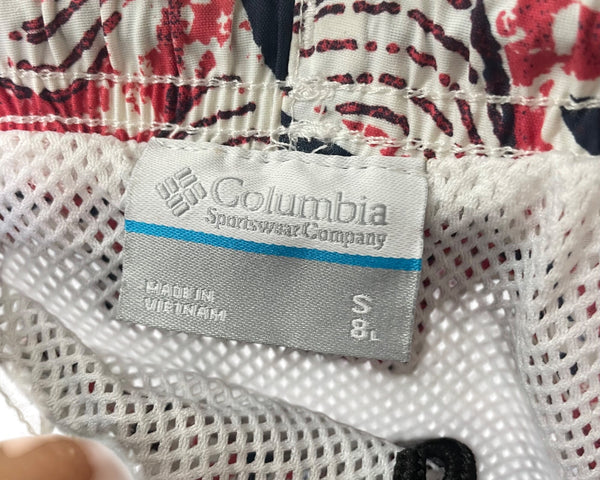 Columbia
Sportswear Company
MADE IN
VIETNAM
S
8L